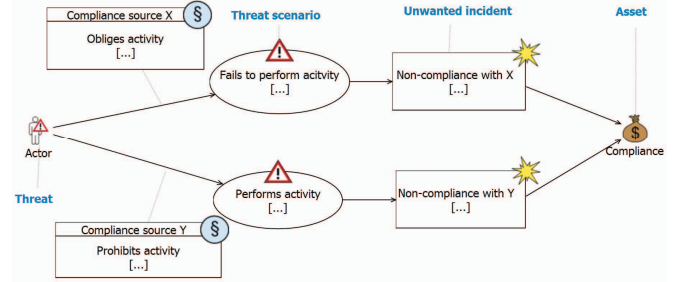 Compliance source X
§
Obliges activity
[...]
Threat scenario
Unwanted incident
Asset
Fails to perform acitvity
[...]
Non-compliance with X
[...]
Actor
$
Compliance
Threat
Performs activity
[...]
Non-compliance with Y
[...]
Compliance source Y
§
Prohibits activity
[...]